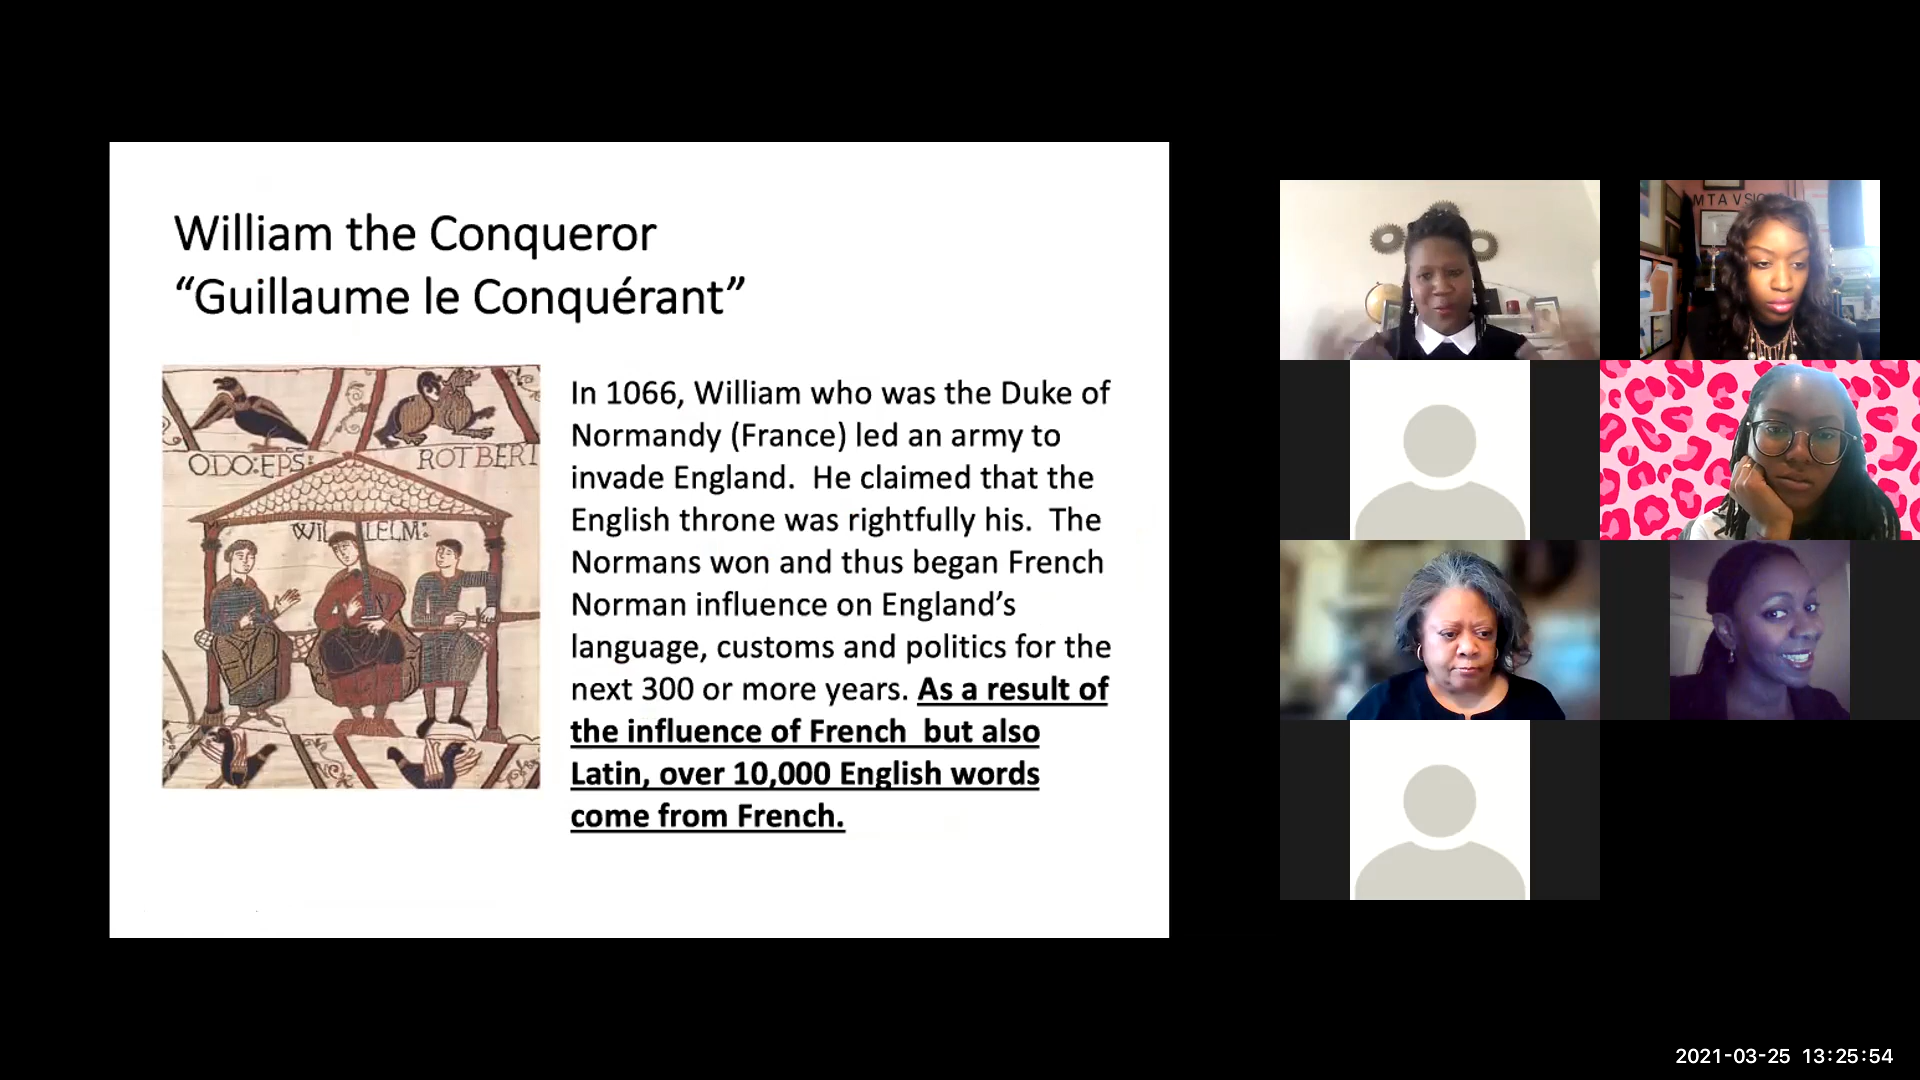 William the Conqueror
“Guillaume le Conquérant”
ODO:EPS:
ROTBERT
WILLELM:
In 1066, William who was the Duke of
Normandy (France) led an army to
invade England.  He claimed that the
English throne was rightfully his.  The
Normans won and thus began French
Norman influence on England’s
language, customs and politics for the
next 300 or more years. As a result of
the influence of French  but also
Latin, over 10,000 English words
come from French.
2021-03-25 13:25:54